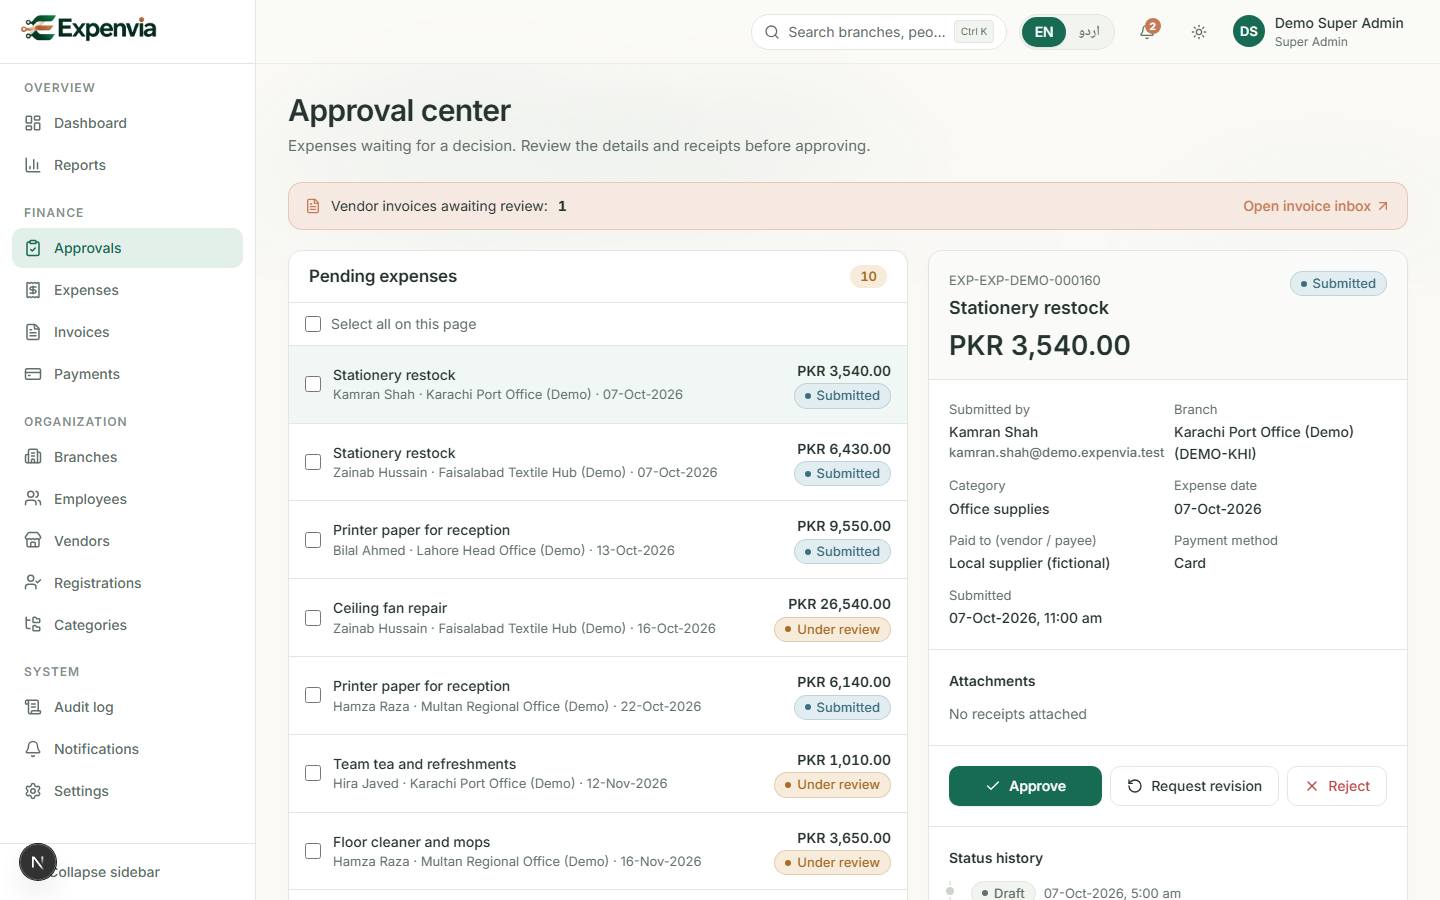 Expenvia
Search branches, peo... Ctrl K
EN اردو
2
DS
Demo Super Admin
Super Admin
OVERVIEW
Dashboard
Reports
FINANCE
Approvals
Expenses
Invoices
Payments
ORGANIZATION
Branches
Employees
Vendors
Registrations
Categories
SYSTEM
Audit log
Notifications
Settings
N
Collapse sidebar
Approval center
Expenses waiting for a decision. Review the details and receipts before approving.
Vendor invoices awaiting review: 1
Open invoice inbox
Pending expenses 10
Select all on this page
Stationery restock PKR 3,540.00
Kamran Shah · Karachi Port Office (Demo) · 07-Oct-2026 Submitted
Stationery restock PKR 6,430.00
Zainab Hussain · Faisalabad Textile Hub (Demo) · 07-Oct-2026 Submitted
Printer paper for reception PKR 9,550.00
Bilal Ahmed · Lahore Head Office (Demo) · 13-Oct-2026 Submitted
Ceiling fan repair PKR 26,540.00
Zainab Hussain · Faisalabad Textile Hub (Demo) · 16-Oct-2026 Under review
Printer paper for reception PKR 6,140.00
Hamza Raza · Multan Regional Office (Demo) · 22-Oct-2026 Submitted
Team tea and refreshments PKR 1,010.00
Hira Javed · Karachi Port Office (Demo) · 12-Nov-2026 Under review
Floor cleaner and mops PKR 3,650.00
Hamza Raza · Multan Regional Office (Demo) · 16-Nov-2026 Under review
EXP-EXP-DEMO-000160 Submitted
Stationery restock
PKR 3,540.00
Submitted by
Kamran Shah
kamran.shah@demo.expenvia.test
Branch
Karachi Port Office (Demo)
(DEMO-KHI)
Category
Office supplies
Expense date
07-Oct-2026
Paid to (vendor / payee)
Local supplier (fictional)
Payment method
Card
Submitted
07-Oct-2026, 11:00 am
Attachments
No receipts attached
Approve Request revision Reject
Status history
Draft 07-Oct-2026, 5:00 am